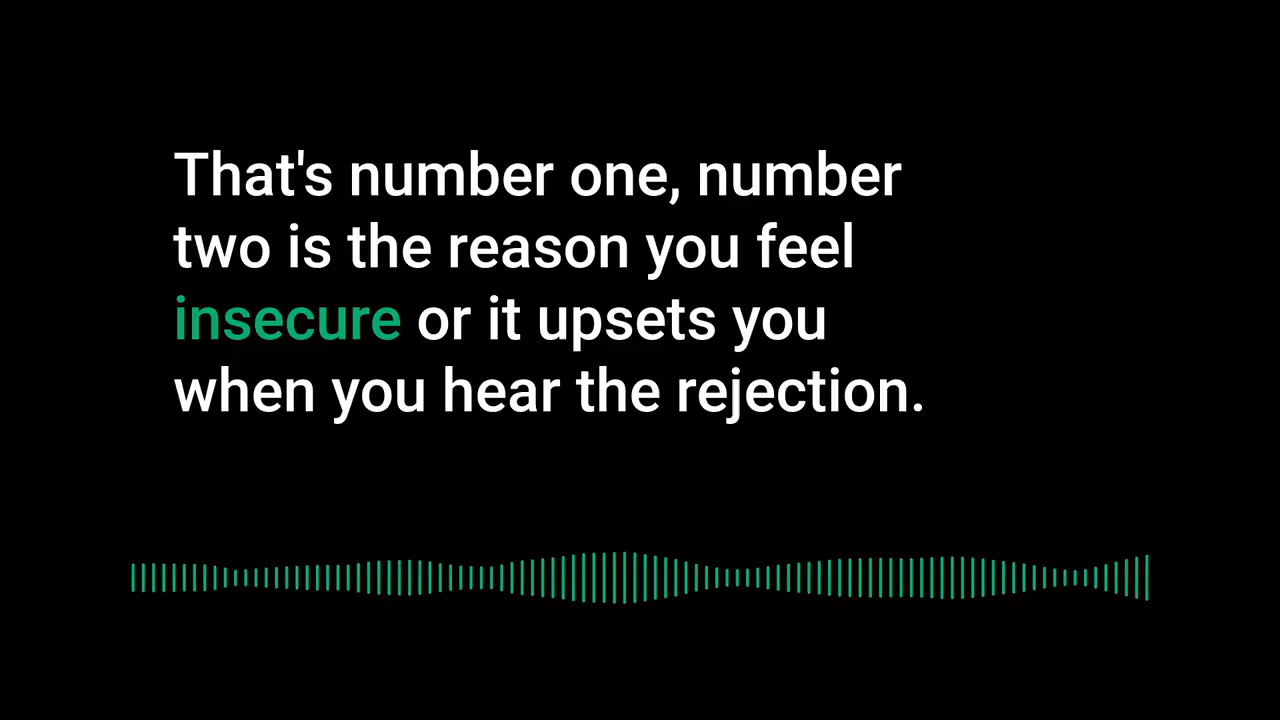 That's number one, number
two is the reason you feel
insecure or it upsets you
when you hear the rejection.